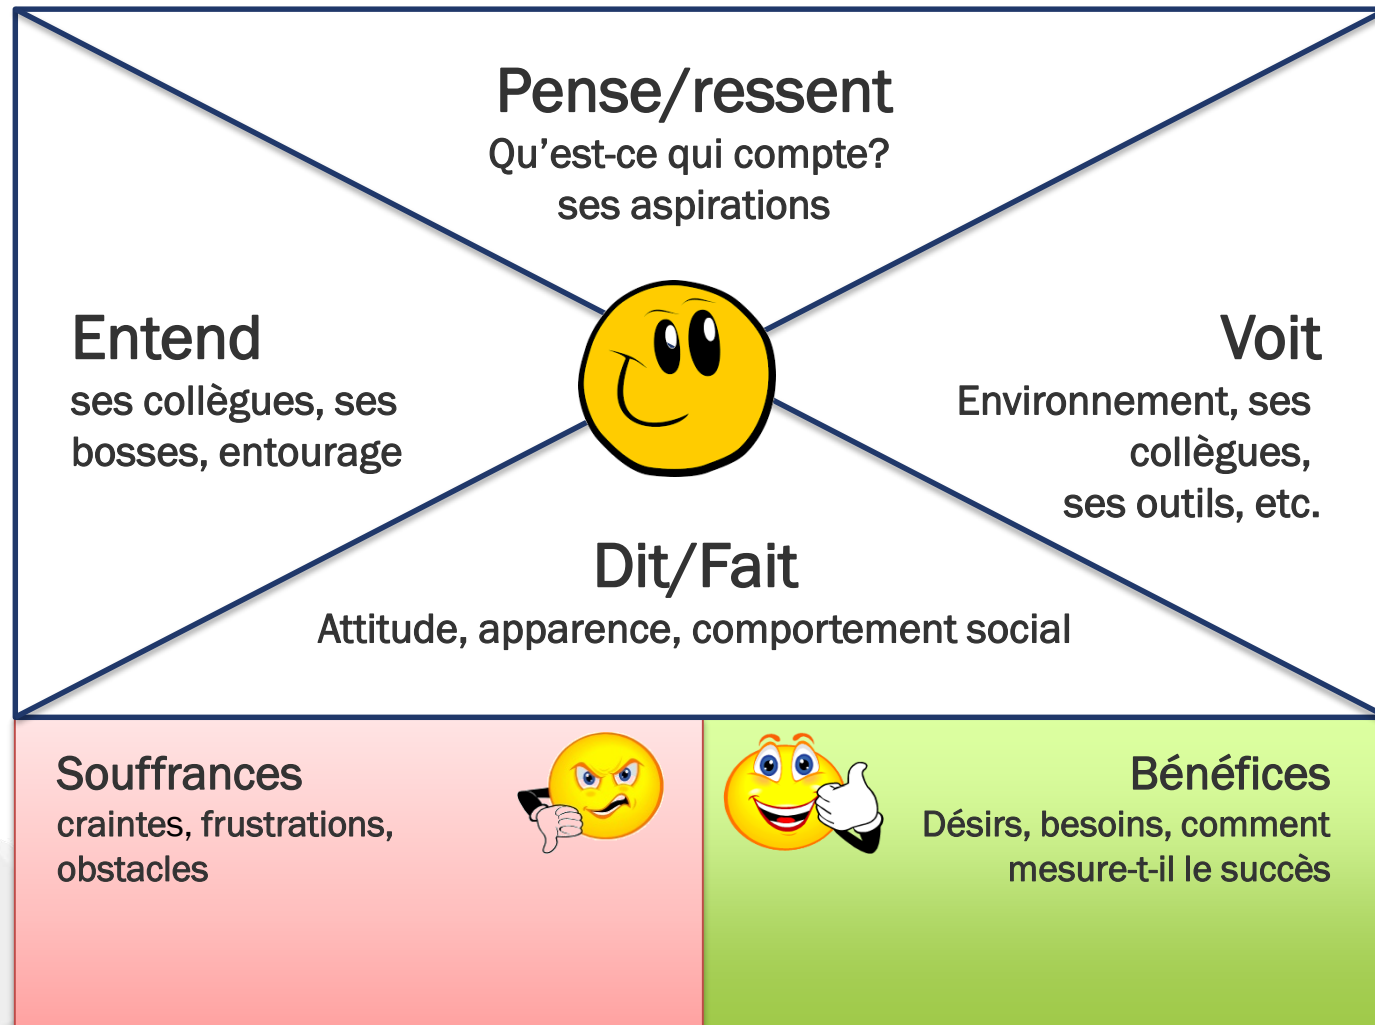 Pense/ressent
Qu’est-ce qui compte?
ses aspirations
Entend
ses collègues, ses
bosses, entourage
Voit
Environnement, ses
collègues,
ses outils, etc.
Dit/Fait
Attitude, apparence, comportement social
Souffrances
craintes, frustrations,
obstacles
Bénéfices
Désirs, besoins, comment
mesure-t-il le succès